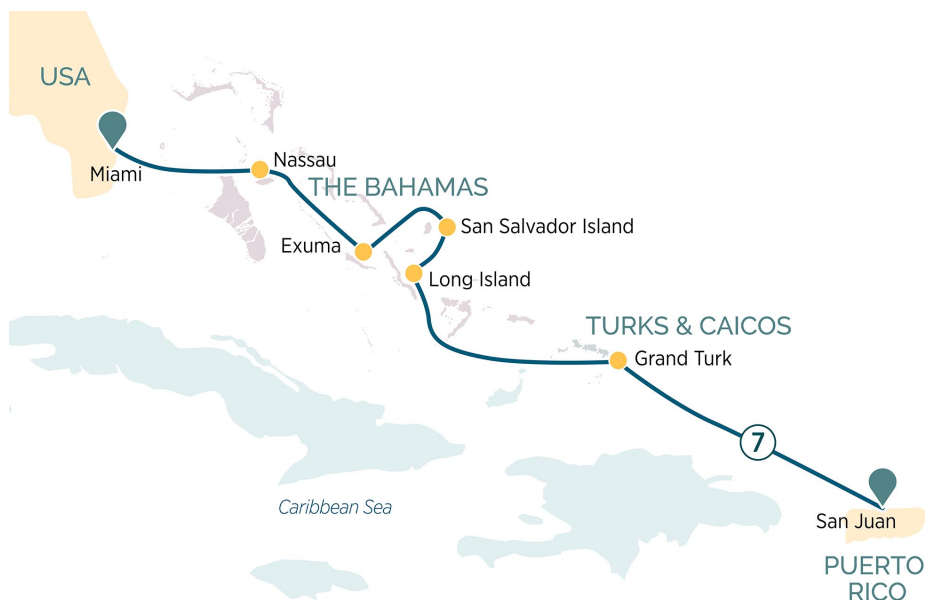 USA
Miami
Nassau
THE BAHAMAS
San Salvador Island
Exuma
Long Island
TURKS & CAICOS
Grand Turk
7
Caribbean Sea
San Juan
PUERTO
RICO